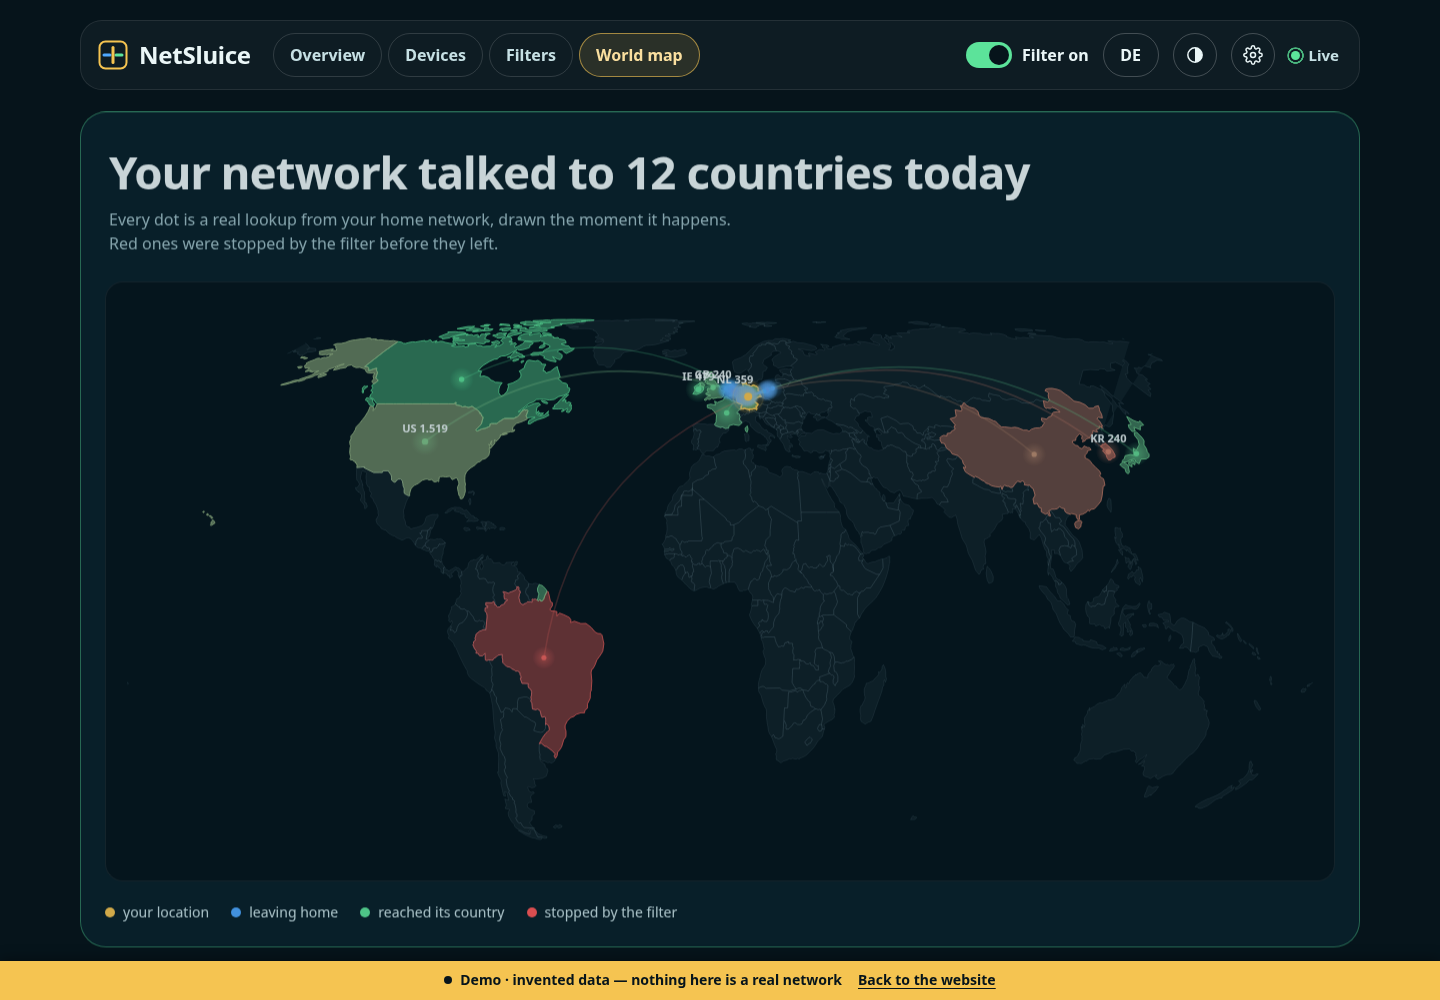 NetSluice
Overview
Devices
Filters
World map
Filter on
DE
Live
Your network talked to 12 countries today
Every dot is a real lookup from your home network, drawn the moment it happens.
Red ones were stopped by the filter before they left.
240
IE
NL 359
US 1.519
KR 240
your location
leaving home
reached its country
stopped by the filter
Demo · invented data — nothing here is a real network
Back to the website